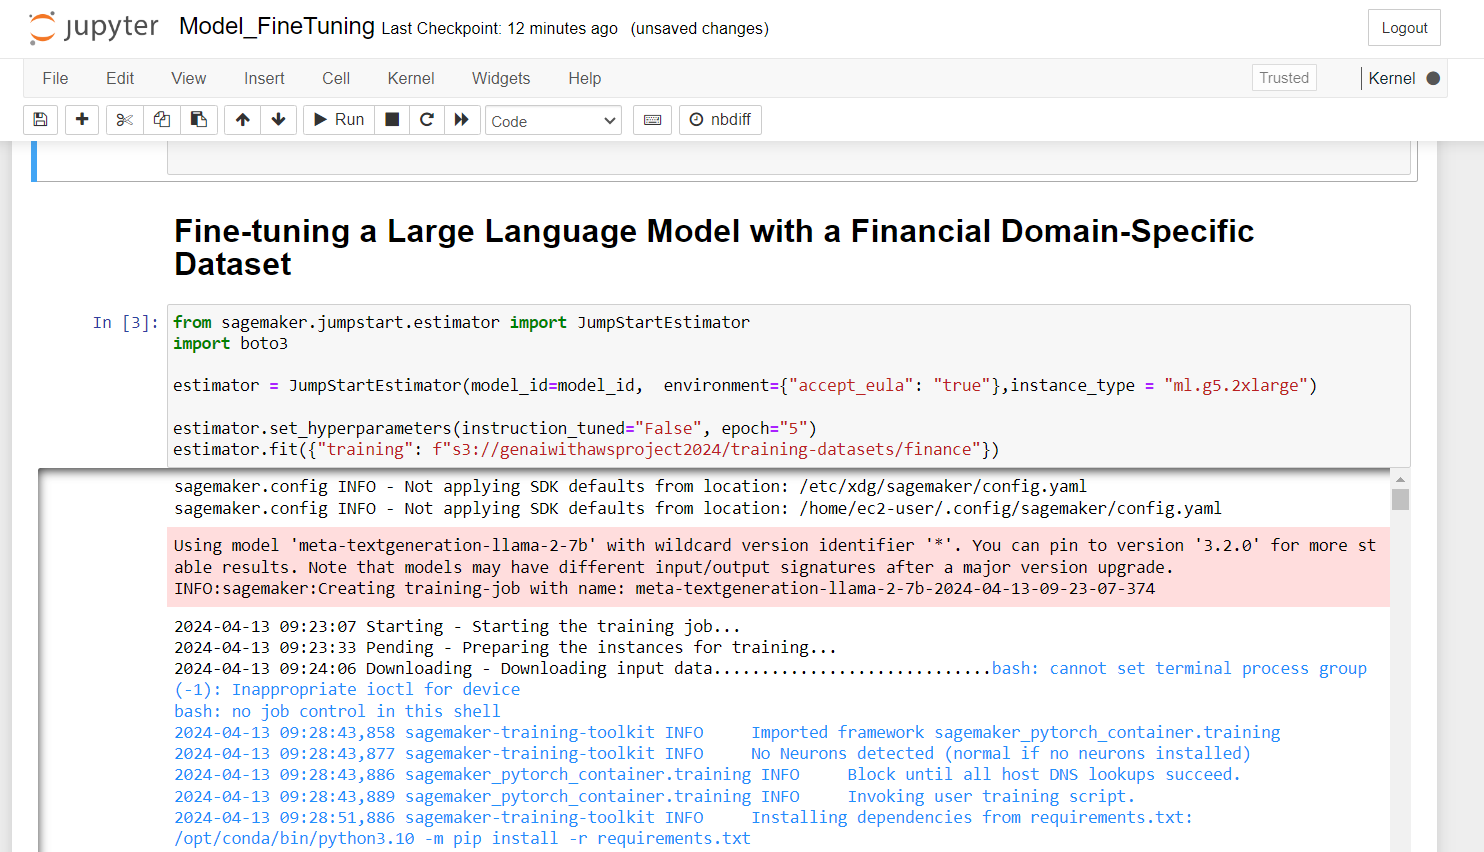 jupyter Model_FineTuning Last Checkpoint: 12 minutes ago (unsaved changes) Logout
File Edit View Insert Cell Kernel Widgets Help Trusted Kernel
Run Code nbdiff
Fine-tuning a Large Language Model with a Financial Domain-Specific
Dataset
In [3]: from sagemaker.jumpstart.estimator import JumpStartEstimator
import boto3
estimator = JumpStartEstimator(model_id=model_id,  environment={"accept_eula": "true"},instance_type = "ml.g5.2xlarge")
estimator.set_hyperparameters(instruction_tuned="False", epoch="5")
estimator.fit({"training": f"s3://genaiwithawsproject2024/training-datasets/finance"})
sagemaker.config INFO - Not applying SDK defaults from location: /etc/xdg/sagemaker/config.yaml
sagemaker.config INFO - Not applying SDK defaults from location: /home/ec2-user/.config/sagemaker/config.yaml
Using model 'meta-textgeneration-llama-2-7b' with wildcard version identifier '*'. You can pin to version '3.2.0' for more st
able results. Note that models may have different input/output signatures after a major version upgrade.
INFO:sagemaker:Creating training-job with name: meta-textgeneration-llama-2-7b-2024-04-13-09-23-07-374
2024-04-13 09:23:07 Starting - Starting the training job...
2024-04-13 09:23:33 Pending - Preparing the instances for training...
2024-04-13 09:24:06 Downloading - Downloading input data.............................bash: cannot set terminal process group
(-1): Inappropriate ioctl for device
bash: no job control in this shell
2024-04-13 09:28:43,858 sagemaker-training-toolkit INFO     Imported framework sagemaker_pytorch_container.training
2024-04-13 09:28:43,877 sagemaker-training-toolkit INFO     No Neurons detected (normal if no neurons installed)
2024-04-13 09:28:43,886 sagemaker_pytorch_container.training INFO     Block until all host DNS lookups succeed.
2024-04-13 09:28:43,889 sagemaker_pytorch_container.training INFO     Invoking user training script.
2024-04-13 09:28:51,886 sagemaker-training-toolkit INFO     Installing dependencies from requirements.txt:
/opt/conda/bin/python3.10 -m pip install -r requirements.txt